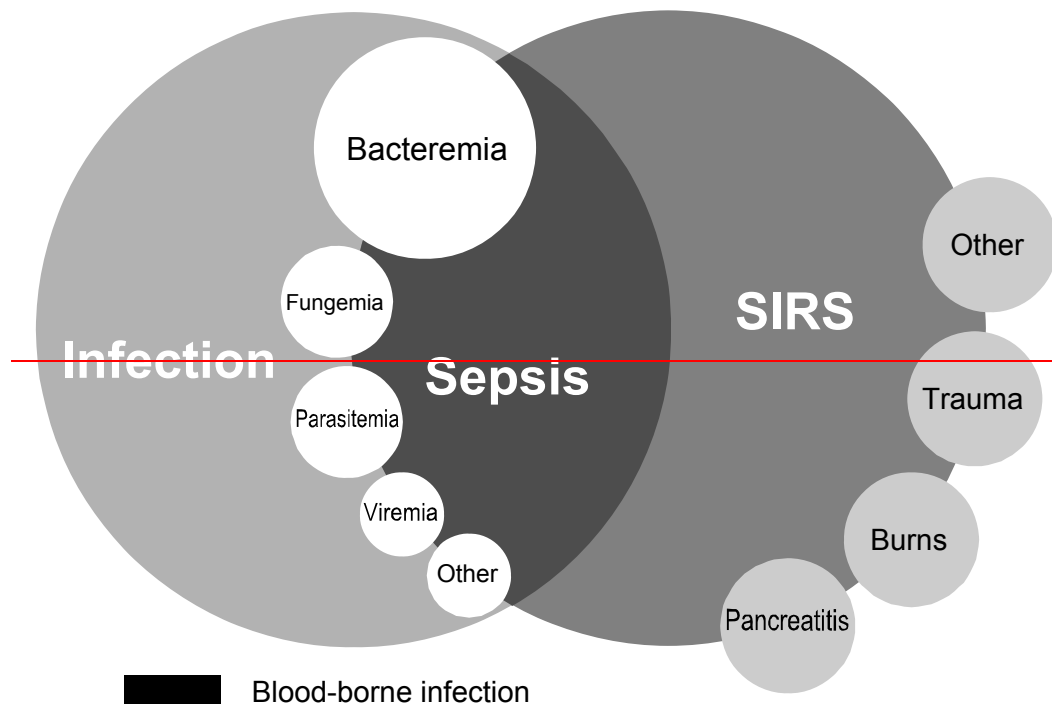 Bacteremia
Other
Fungemia
SIRS
Infection
Sepsis
Trauma
Parasitemia
Viremia
Burns
Other
Pancreatitis
Blood-borne infection